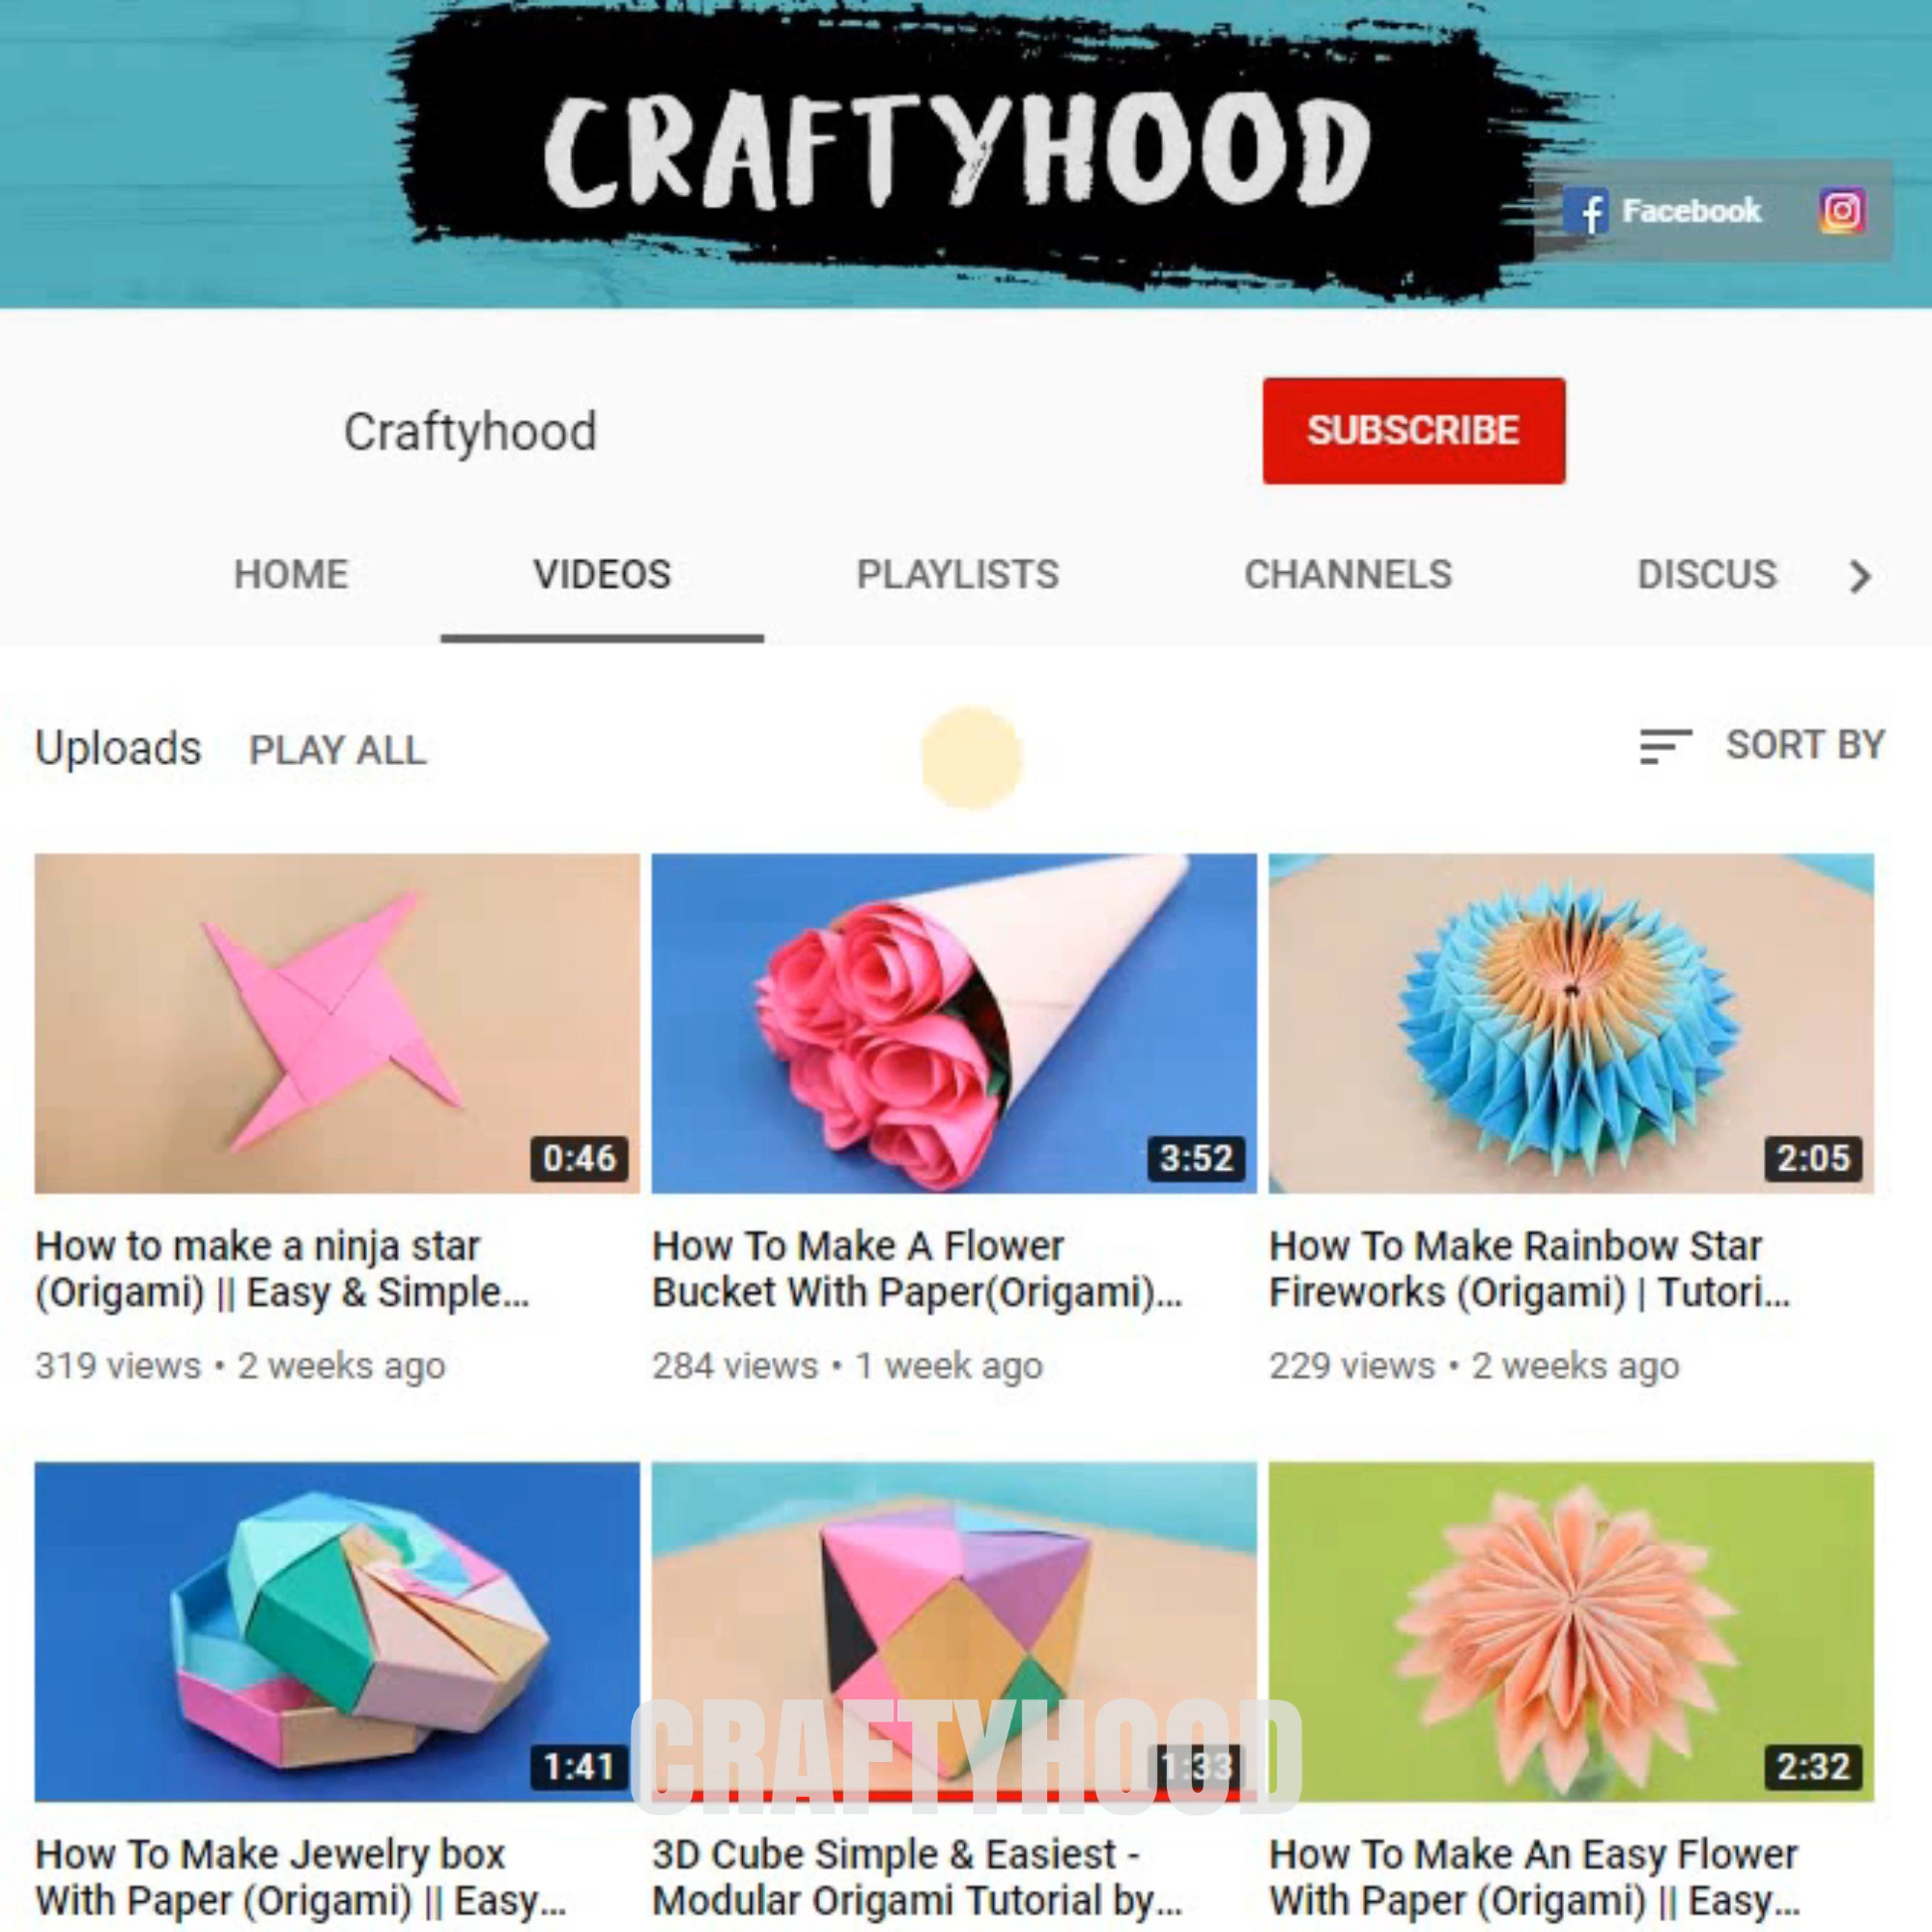 CRAFTYHOOD
Facebook
Craftyhood
SUBSCRIBE
HOME VIDEOS PLAYLISTS CHANNELS DISCUS
Uploads PLAY ALL SORT BY
0:46 3:52 2:05
How to make a ninja star How To Make A Flower How To Make Rainbow Star
(Origami) || Easy & Simple... Bucket With Paper(Origami)... Fireworks (Origami) | Tutori...
319 views • 2 weeks ago 284 views • 1 week ago 229 views • 2 weeks ago
1:41 1:33 2:32
CRAFTYHOOD
How To Make Jewelry box 3D Cube Simple & Easiest - How To Make An Easy Flower
With Paper (Origami) || Easy... Modular Origami Tutorial by... With Paper (Origami) || Easy...